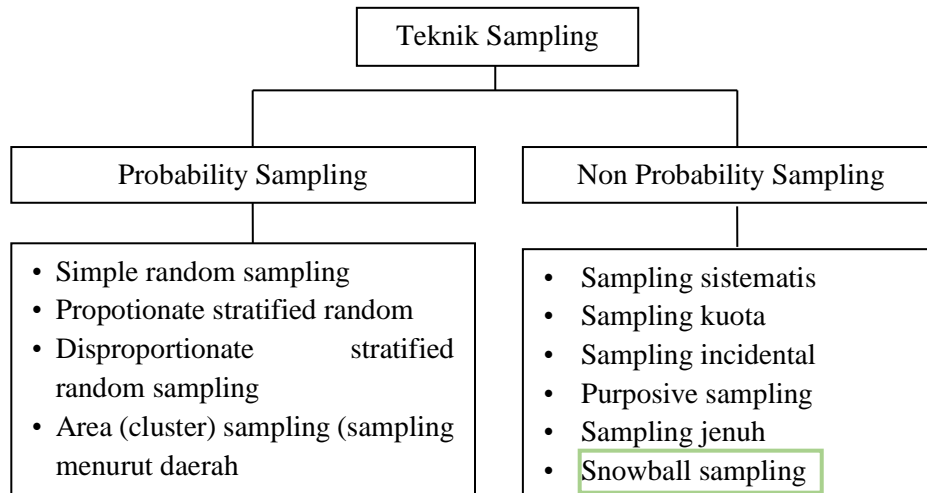 Teknik Sampling
Probability Sampling
Non Probability Sampling
• Simple random sampling
• Propotionate stratified random
• Disproportionate stratified
random sampling
• Area (cluster) sampling (sampling
menurut daerah
• Sampling sistematis
• Sampling kuota
• Sampling incidental
• Purposive sampling
• Sampling jenuh
• Snowball sampling